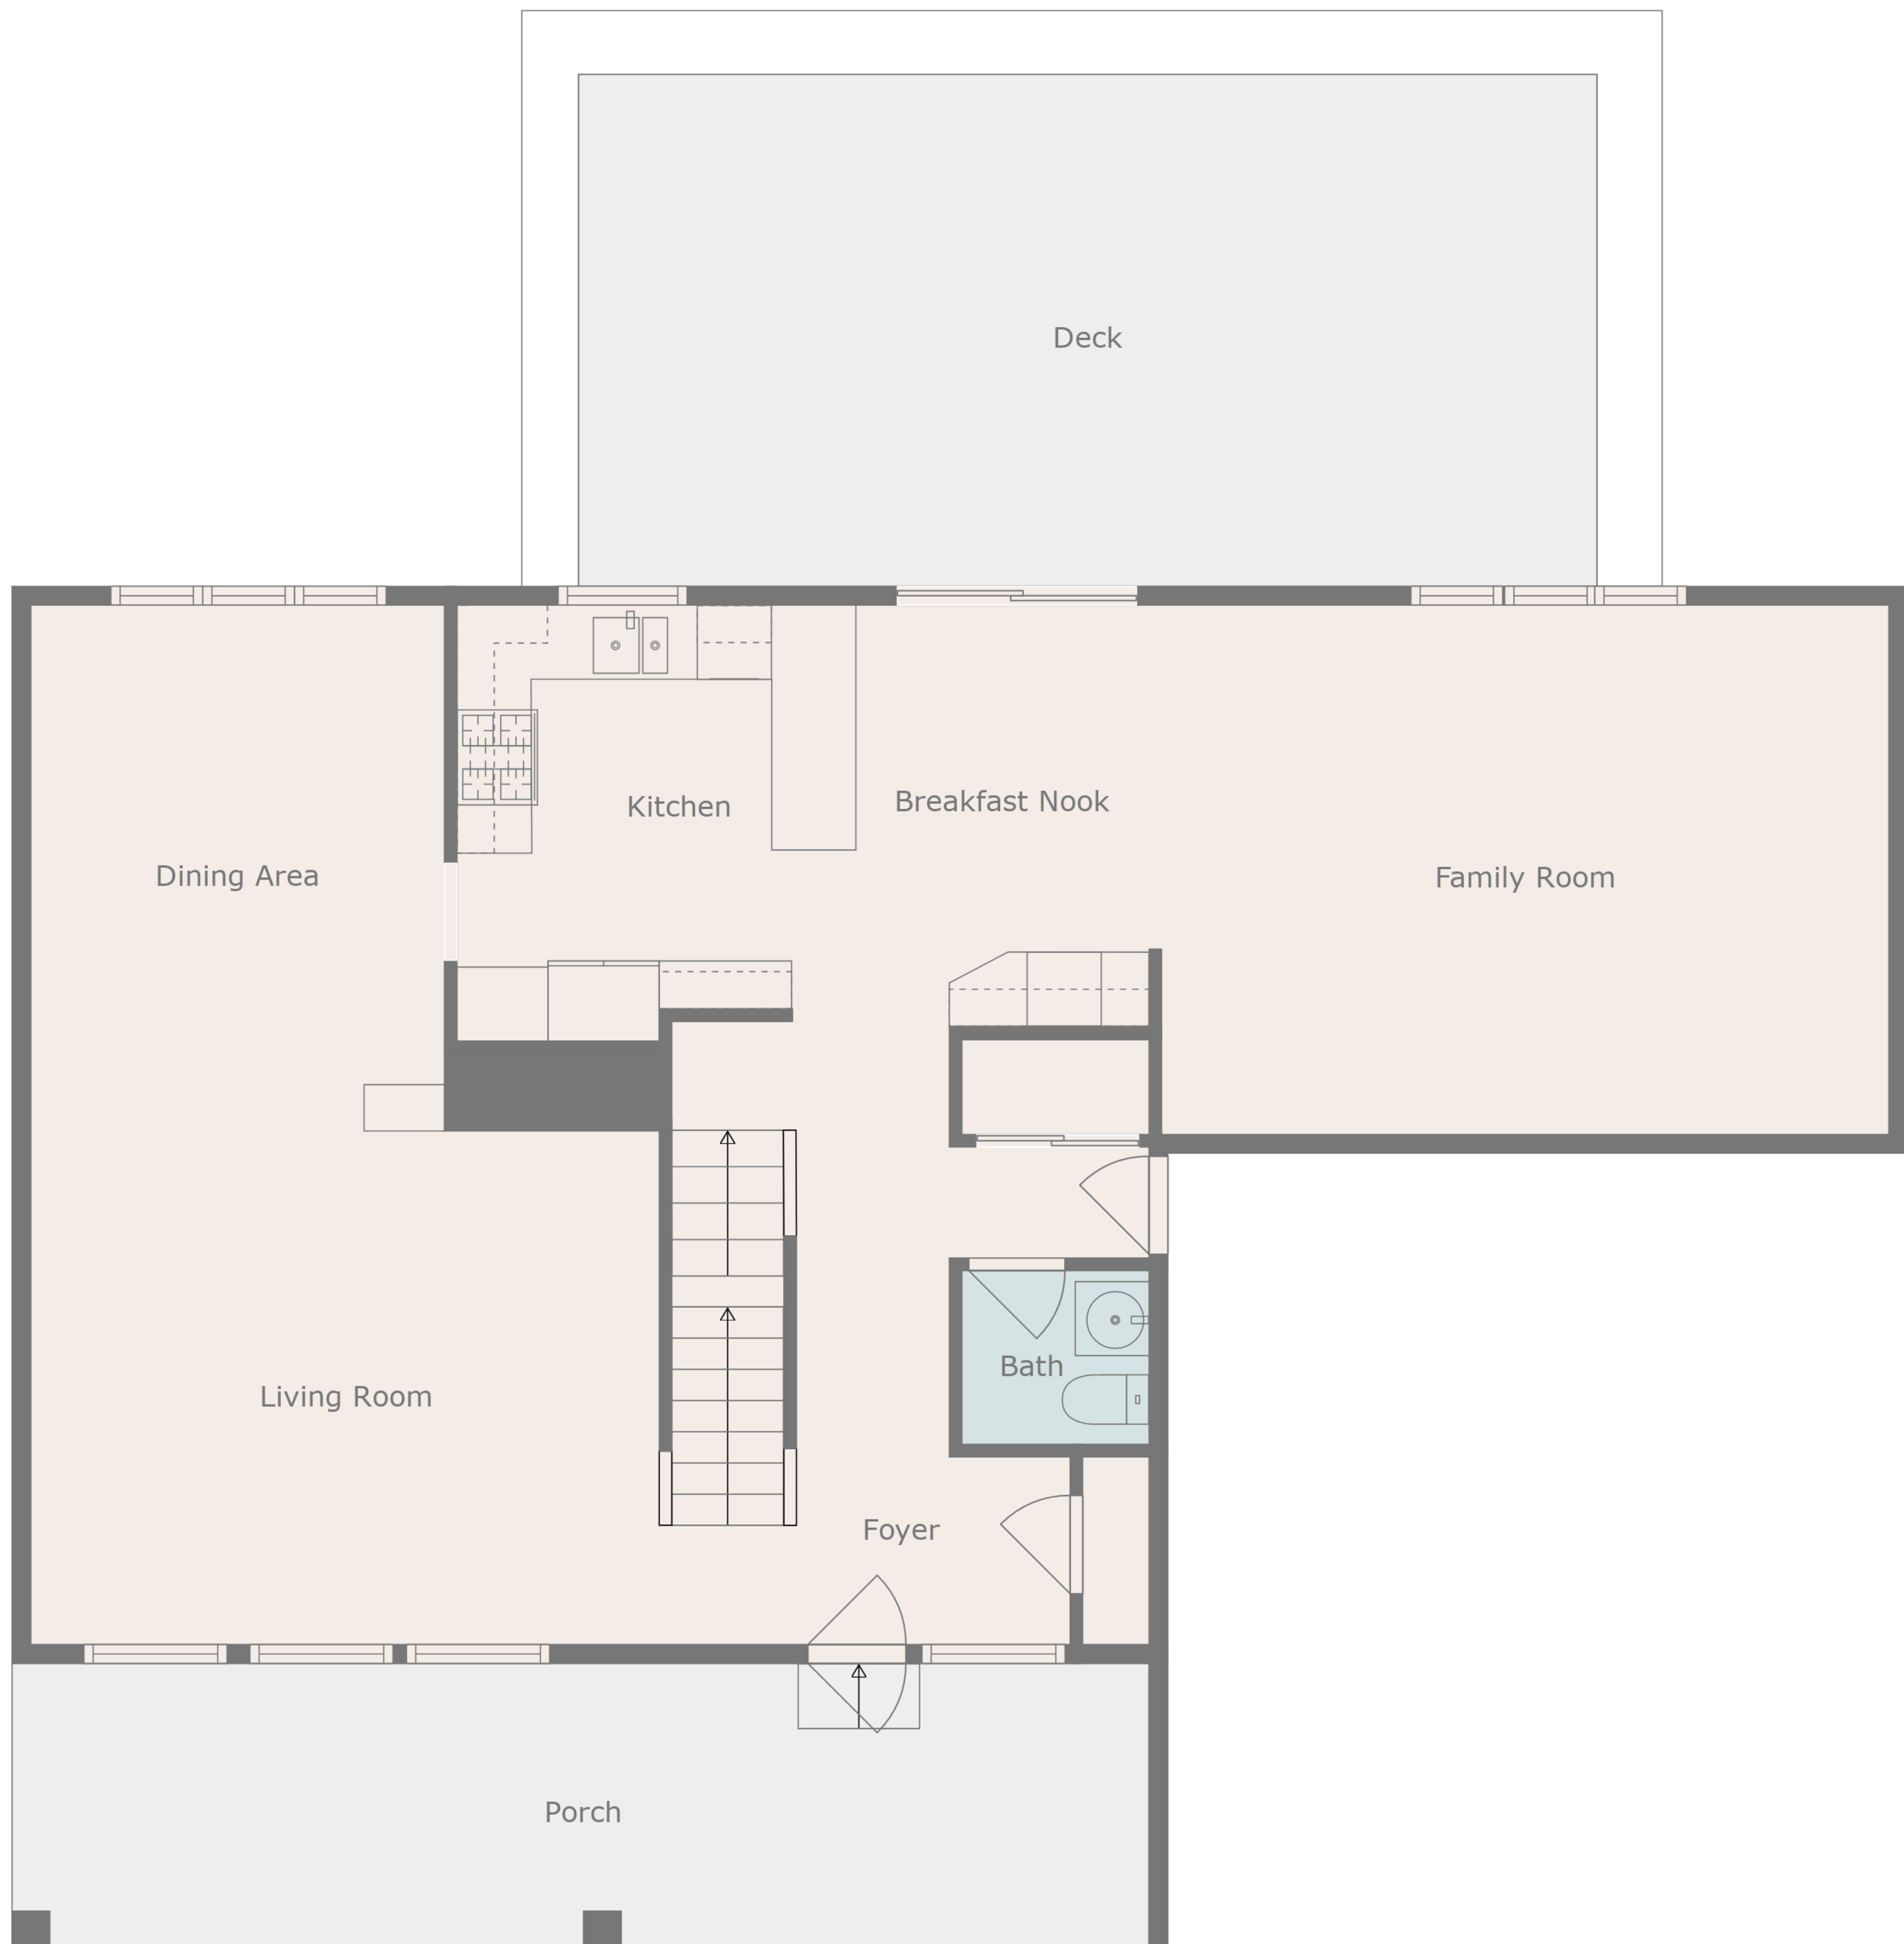 Deck
Kitchen
Breakfast Nook
Dining Area
Family Room
Bath
Living Room
Foyer
Porch